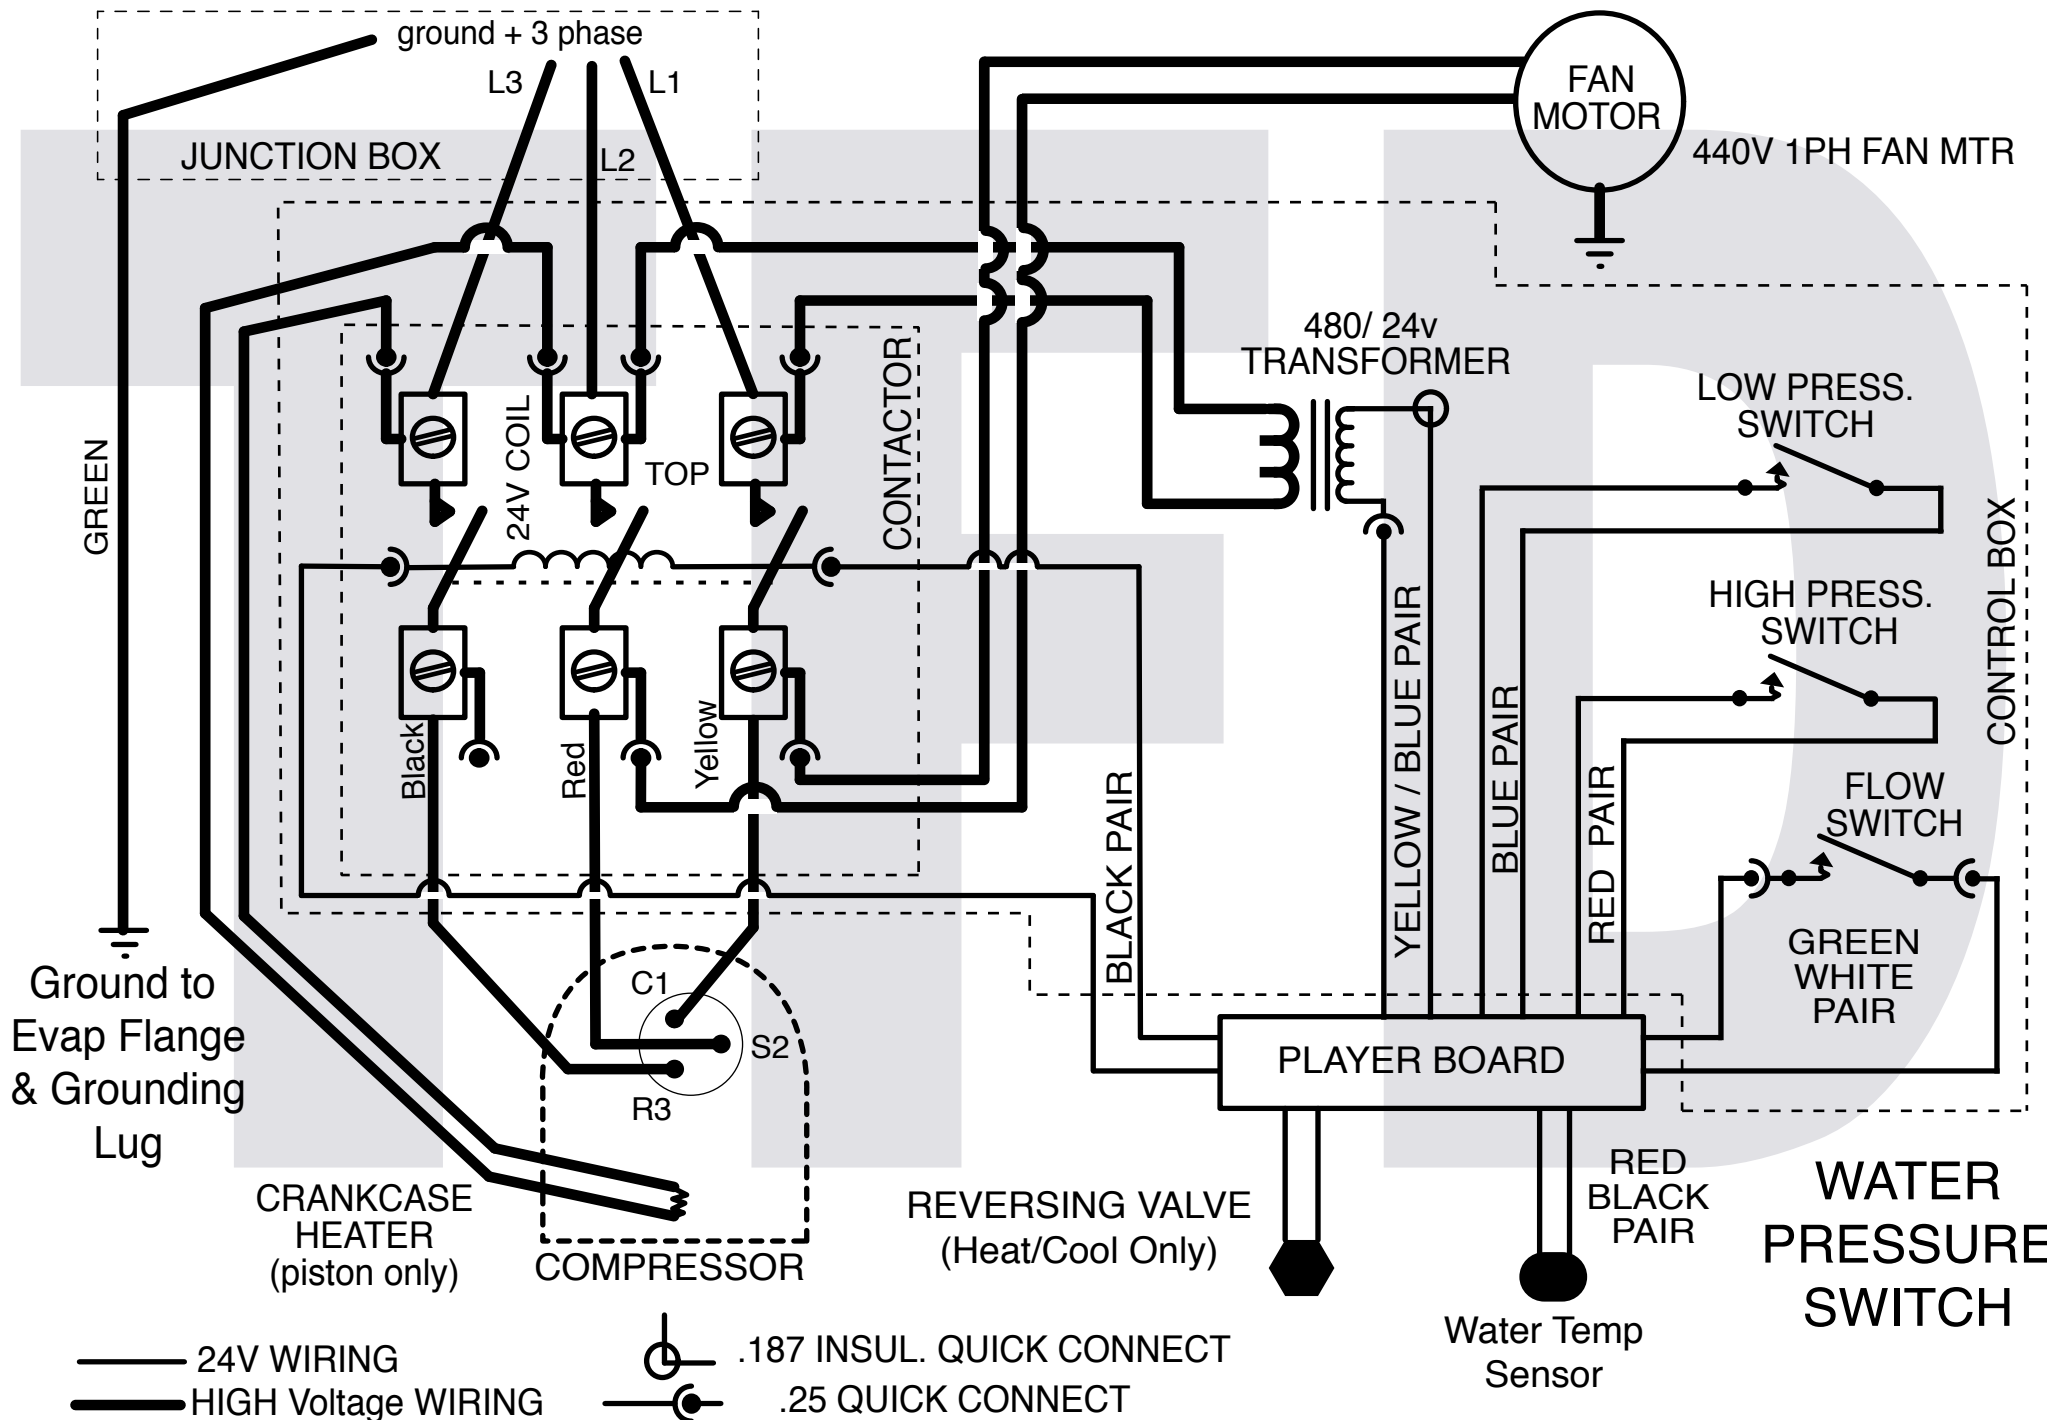 ground + 3 phase
L3
L1
L2
JUNCTION BOX
FAN
MOTOR
440V 1PH FAN MTR
480/ 24v
TRANSFORMER
CONTACTOR
24V COIL
TOP
GREEN
LOW PRESS.
SWITCH
HIGH PRESS.
SWITCH
CONTROL BOX
FLOW
SWITCH
Black
Red
Yellow
BLACK PAIR
YELLOW / BLUE PAIR
BLUE PAIR
RED PAIR
GREEN
WHITE
PAIR
Ground to
Evap Flange
& Grounding
Lug
C1
S2
R3
PLAYER BOARD
CRANKCASE
HEATER
(piston only)
COMPRESSOR
REVERSING VALVE
(Heat/Cool Only)
RED
BLACK
PAIR
Water Temp
Sensor
WATER
PRESSURE
SWITCH
24V WIRING
HIGH Voltage WIRING
.187 INSUL. QUICK CONNECT
.25 QUICK CONNECT
TFD